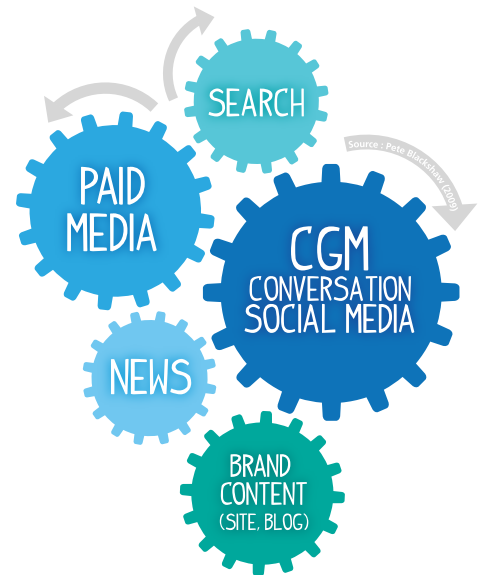 SEARCH
Source : Pete Blackshaw (2009)
PAID
MEDIA
CGM
CONVERSATION
SOCIAL MEDIA
NEWS
BRAND
CONTENT
(SITE, BLOG)